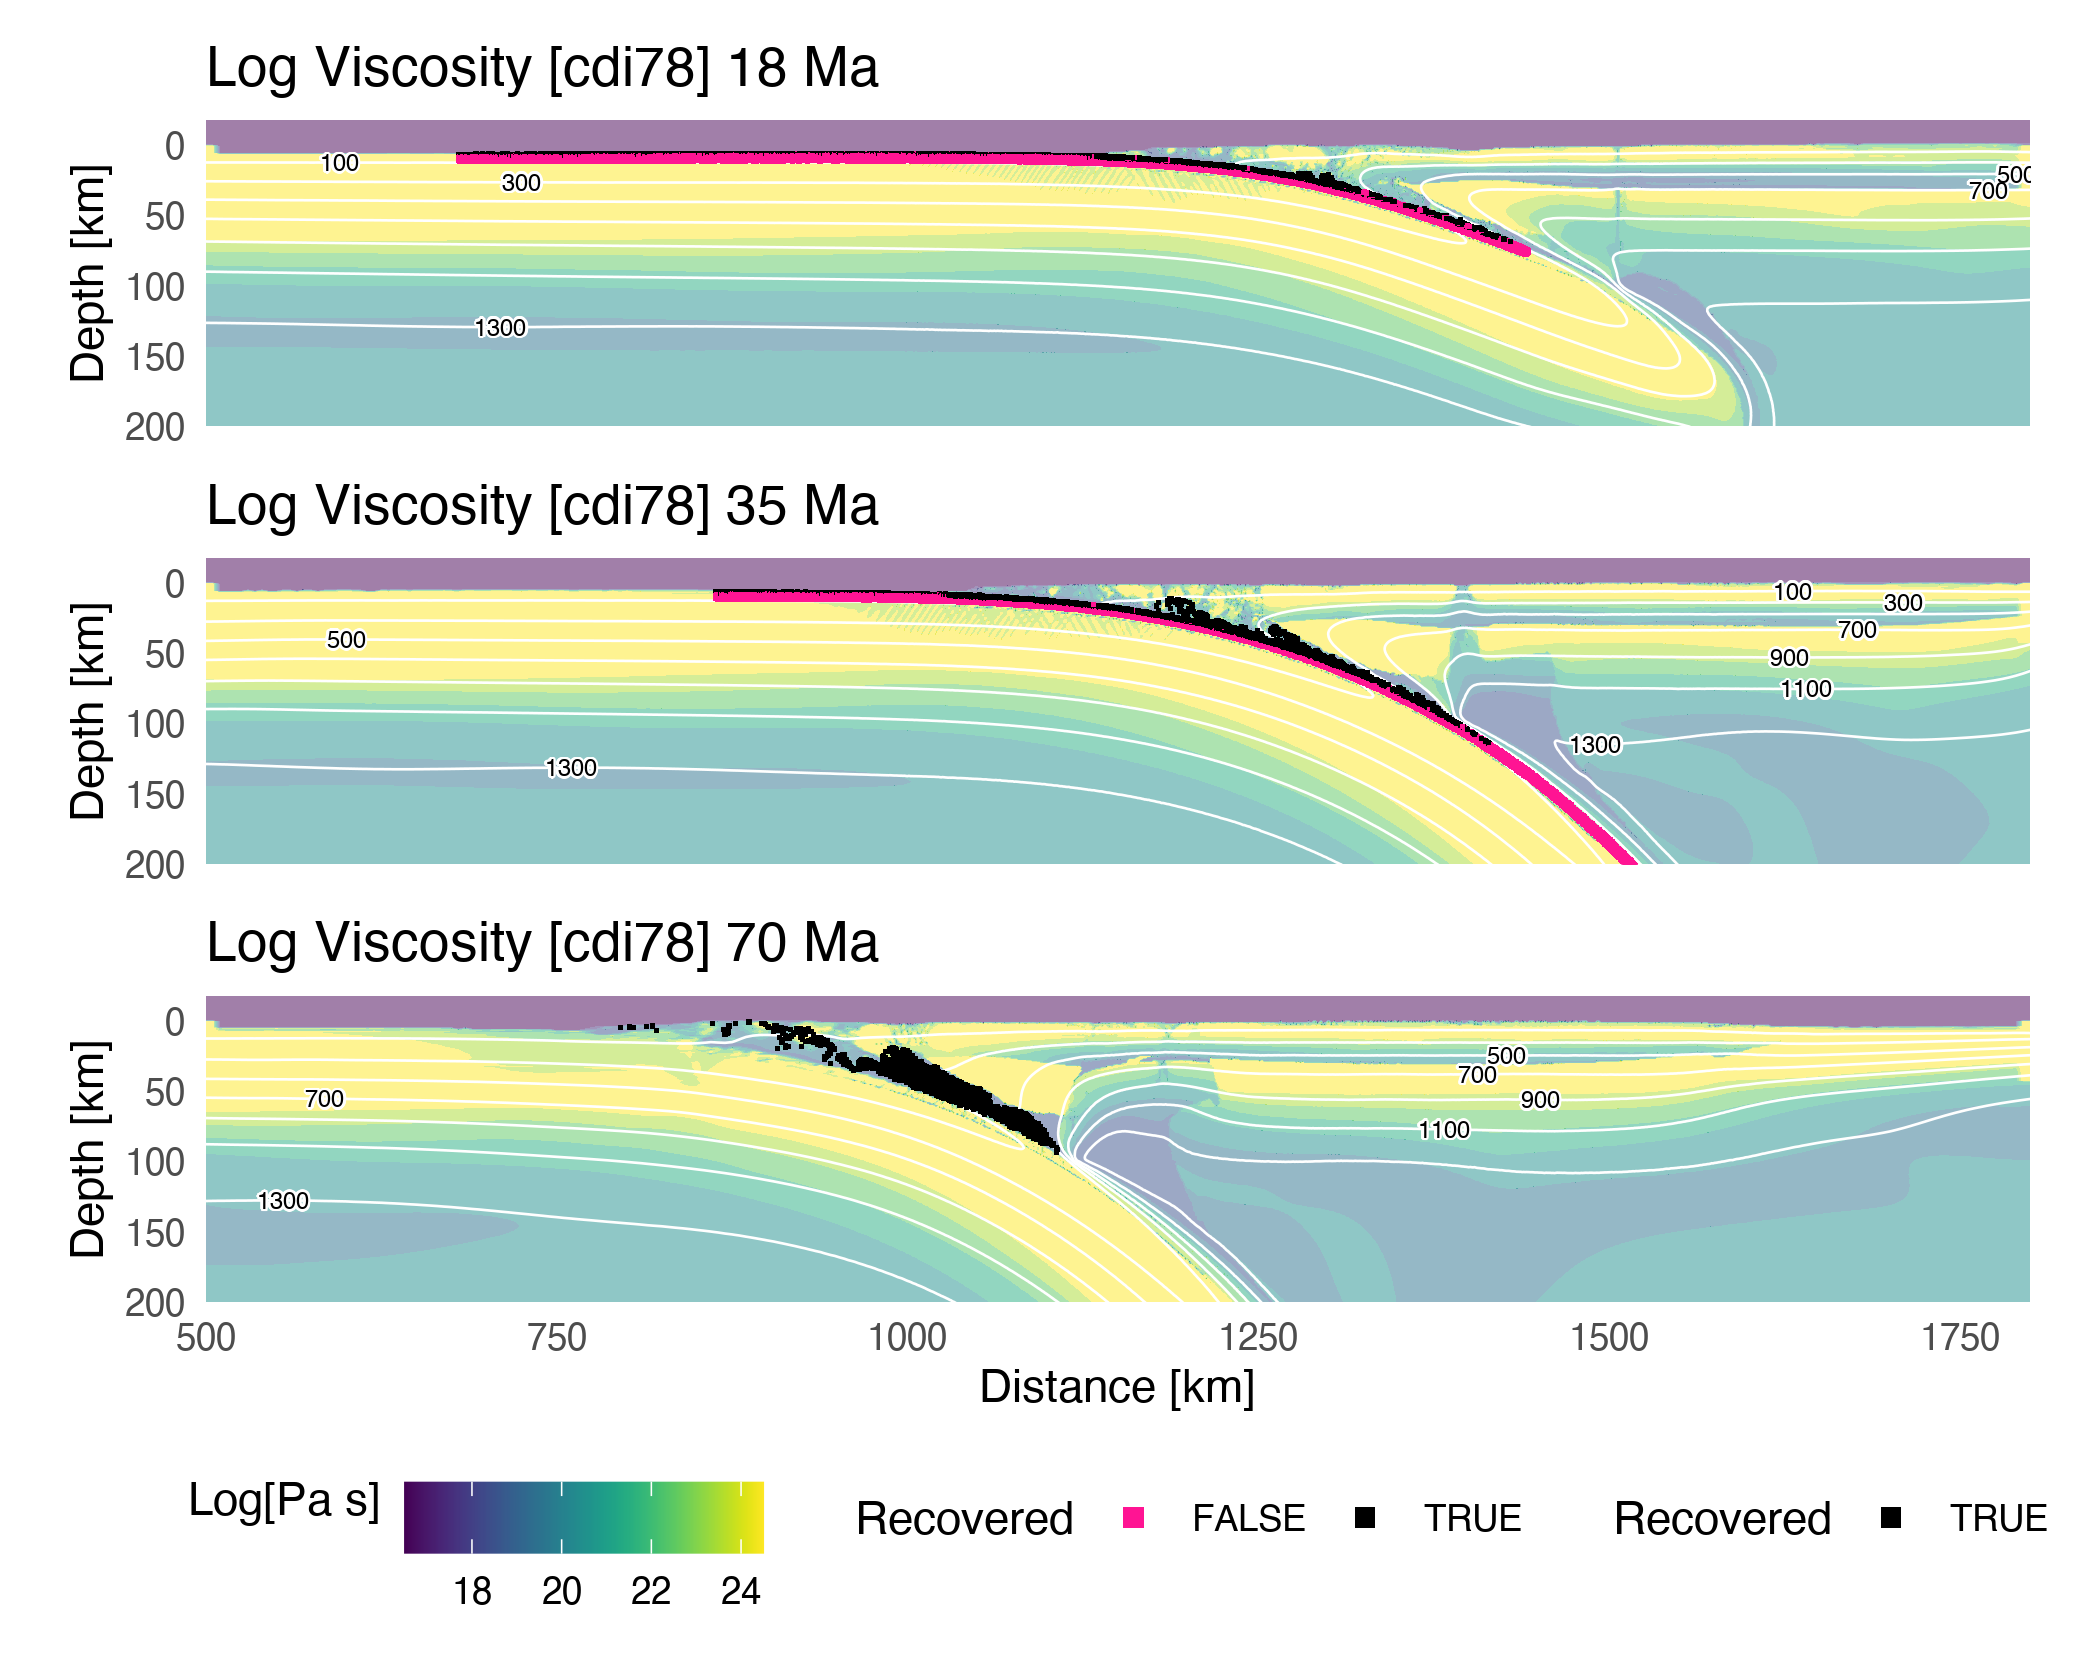 Log Viscosity [cdi78] 18 Ma
0
50
100
150
200
Depth [km]
100
300
1300
500
700
Log Viscosity [cdi78] 35 Ma
0
50
100
150
200
Depth [km]
500
1300
100
300
700
900
1100
1300
Log Viscosity [cdi78] 70 Ma
0
50
100
150
200
Depth [km]
700
1300
500
700
900
1100
500 750 1000 1250 1500 1750
Distance [km]
Log[Pa s]
18 20 22 24
Recovered FALSE TRUE
Recovered TRUE